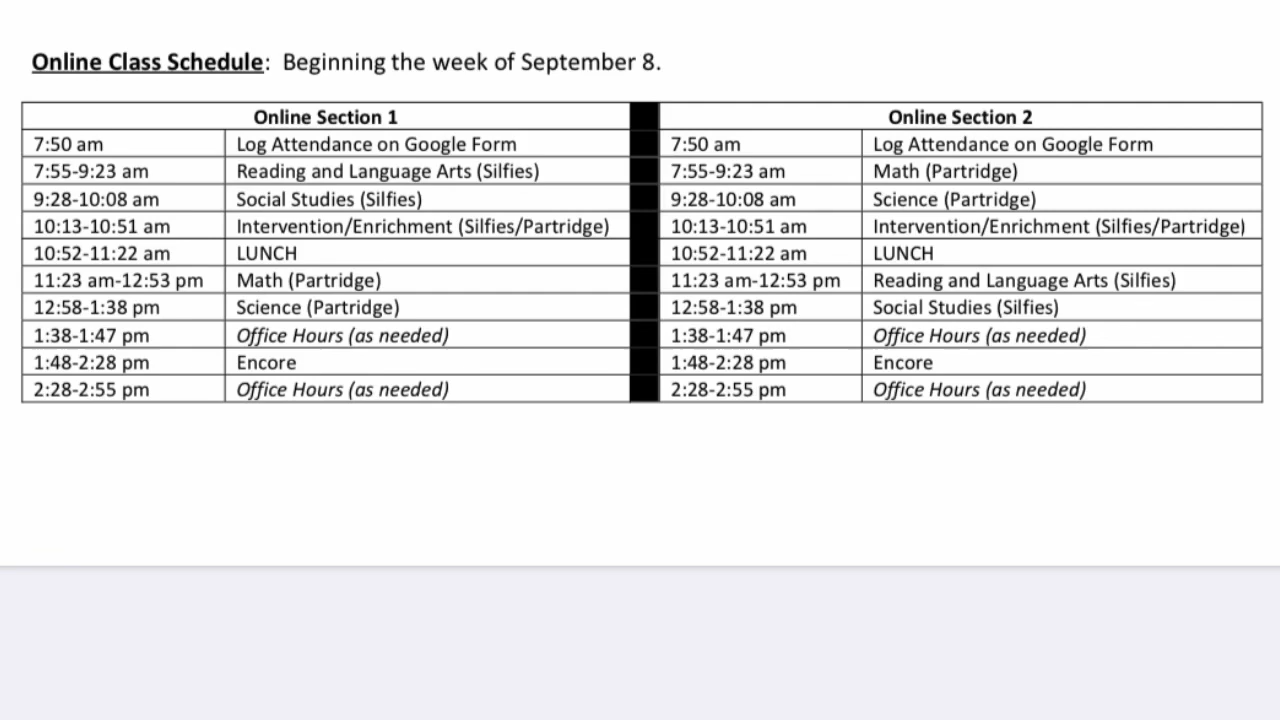 Online Class Schedule:  Beginning the week of September 8.
Online Section 1 Online Section 2
7:50 am Log Attendance on Google Form 7:50 am Log Attendance on Google Form
7:55-9:23 am Reading and Language Arts (Silfies) 7:55-9:23 am Math (Partridge)
9:28-10:08 am Social Studies (Silfies) 9:28-10:08 am Science (Partridge)
10:13-10:51 am Intervention/Enrichment (Silfies/Partridge) 10:13-10:51 am Intervention/Enrichment (Silfies/Partridge)
10:52-11:22 am LUNCH 10:52-11:22 am LUNCH
11:23 am-12:53 pm Math (Partridge) 11:23 am-12:53 pm Reading and Language Arts (Silfies)
12:58-1:38 pm Science (Partridge) 12:58-1:38 pm Social Studies (Silfies)
1:38-1:47 pm Office Hours (as needed) 1:38-1:47 pm Office Hours (as needed)
1:48-2:28 pm Encore 1:48-2:28 pm Encore
2:28-2:55 pm Office Hours (as needed) 2:28-2:55 pm Office Hours (as needed)